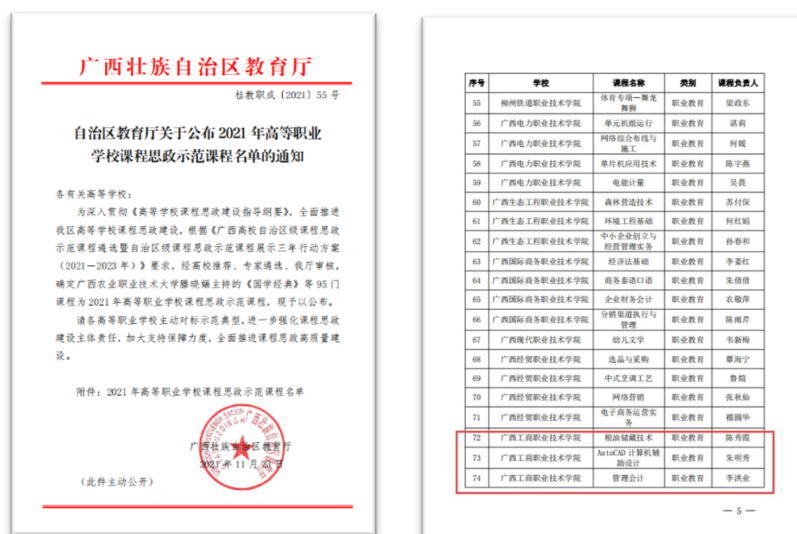 广西壮族自治区教育厅
桂教职成〔2021〕55 号
自治区教育厅关于公布 2021 年高等职业
学校课程思政示范课程名单的通知
各有关高等学校：
为深入贯彻《高等学校课程思政建设指导纲要》，全面推进
我区高等学校课程思政建设，根据《广西高校自治区级课程思政
示范课程遴选暨自治区级课程思政示范课程展示三年行动方案
（2021—2023 年）》要求，经高校推荐、专家遴选、我厅审核，
确定广西农业职业技术大学滕晓蛹主持的《国学经典》等 95 门
课程为 2021 年高等职业学校课程思政示范课程，现予以公布。
请各高等职业学校主动对标示范典型，进一步强化课程思政
建设主体责任，加大支持保障力度，全面推进课程思政高质量建
设。
附件：2021 年高等职业学校课程思政示范课程名单
广西壮族自治区教育厅
2021 年 11 月 23 日
（此件主动公开）
序号 学校 课程名称 类别 课程负责人
55 柳州铁道职业技术学院 体育专项—舞龙舞狮 职业教育 梁政东
56 广西电力职业技术学院 单元机组运行 职业教育 谌莉
57 广西电力职业技术学院 网络综合布线与施工 职业教育 何媛
58 广西电力职业技术学院 单片机应用技术 职业教育 陈宇燕
59 广西电力职业技术学院 电能计量 职业教育 吴晨
60 广西生态工程职业技术学院 森林营造技术 职业教育 苏付保
61 广西生态工程职业技术学院 环境工程基础 职业教育 何红娟
62 广西生态工程职业技术学院 中小企业创立与经营管理实务 职业教育 孙春和
63 广西国际商务职业技术学院 经济法基础 职业教育 李姜红
64 广西国际商务职业技术学院 商务泰语口语 职业教育 朱倩倩
65 广西国际商务职业技术学院 企业财务会计 职业教育 农敬萍
66 广西国际商务职业技术学院 分销渠道执行与管理 职业教育 陈雨芹
67 广西现代职业技术学院 幼儿文学 职业教育 韦新梅
68 广西经贸职业技术学院 选品与采购 职业教育 覃海宁
69 广西经贸职业技术学院 中式烹调工艺 职业教育 鲁煊
70 广西经贸职业技术学院 网络营销 职业教育 张秋仙
71 广西经贸职业技术学院 电子商务运营实务 职业教育 禤圆华
72 广西工商职业技术学院 粮油储藏技术 职业教育 陈秀霞
73 广西工商职业技术学院 AutoCAD 计算机辅助设计 职业教育 朱明秀
74 广西工商职业技术学院 管理会计 职业教育 李洪业
— 5 —